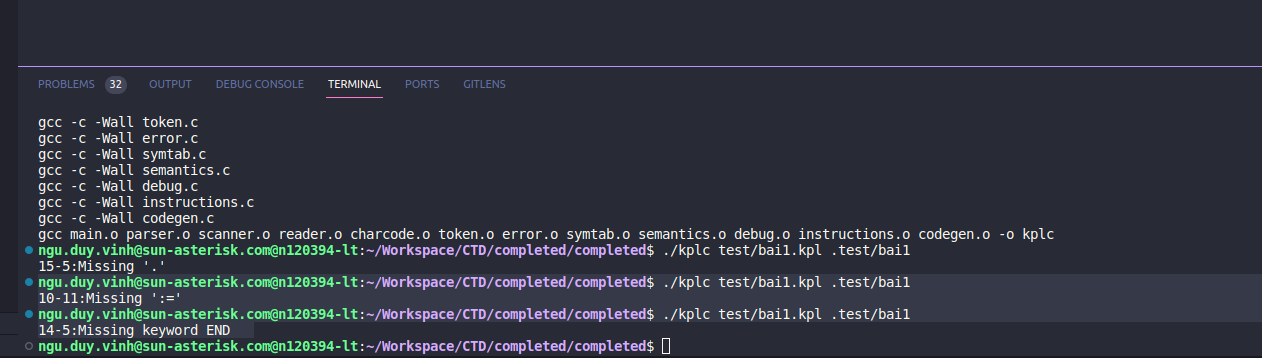 PROBLEMS 32 OUTPUT DEBUG CONSOLE TERMINAL PORTS GITLENS
gcc -c -Wall token.c
gcc -c -Wall error.c
gcc -c -Wall symtab.c
gcc -c -Wall semantics.c
gcc -c -Wall debug.c
gcc -c -Wall instructions.c
gcc -c -Wall codegen.c
gcc main.o parser.o scanner.o reader.o charcode.o token.o error.o symtab.o semantics.o debug.o instructions.o codegen.o -o kplc
ngu.duy.vinh@sun-asterisk.com@n120394-lt:~/Workspace/CTD/completed/completed$ ./kplc test/bai1.kpl .test/bai1
15-5:Missing '.'
ngu.duy.vinh@sun-asterisk.com@n120394-lt:~/Workspace/CTD/completed/completed$ ./kplc test/bai1.kpl .test/bai1
10-11:Missing ':='
ngu.duy.vinh@sun-asterisk.com@n120394-lt:~/Workspace/CTD/completed/completed$ ./kplc test/bai1.kpl .test/bai1
14-5:Missing keyword END
ngu.duy.vinh@sun-asterisk.com@n120394-lt:~/Workspace/CTD/completed/completed$